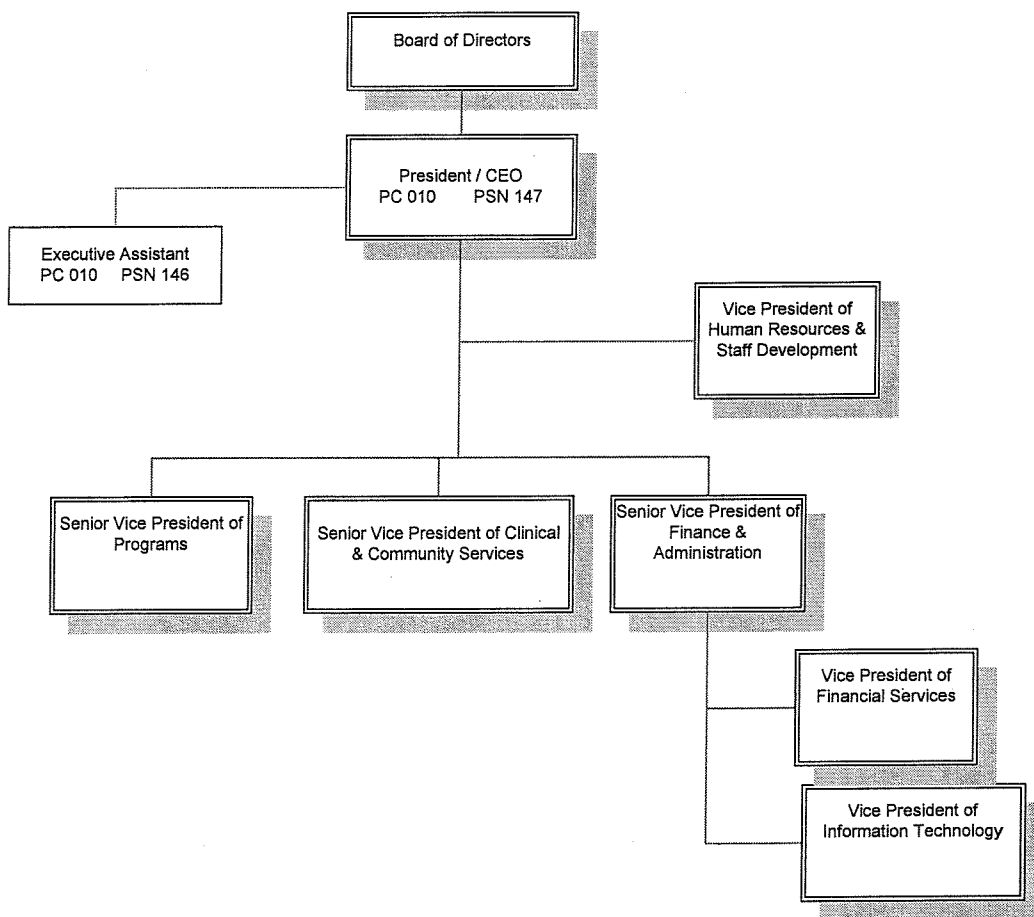 Board of Directors
President / CEO
PC 010 PSN 147
Executive Assistant
PC 010 PSN 146
Vice President of
Human Resources &
Staff Development
Senior Vice President of
Programs
Senior Vice President of Clinical
& Community Services
Senior Vice President of
Finance &
Administration
Vice President of
Financial Services
Vice President of
Information Technology